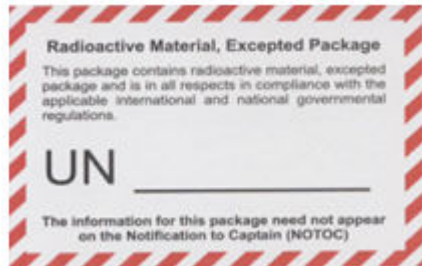 Radioactive Material, Excepted Package
This package contains radioactive material, excepted
package and is in all respects in compliance with the
applicable international and national governmental
regulations.
UN
The information for this package need not appear
on the Notification to Captain (NOTOC)